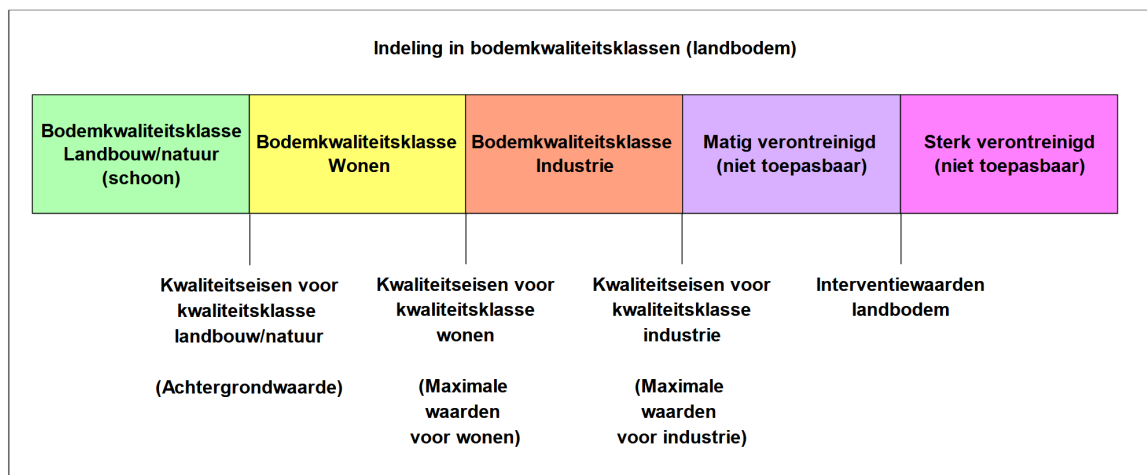 Indeling in bodemkwaliteitsklassen (landbodem)
Bodemkwaliteitsklasse
Landbouw/natuur
(schoon)
Bodemkwaliteitsklasse
Wonen
Bodemkwaliteitsklasse
Industrie
Matig verontreinigd
(niet toepasbaar)
Sterk verontreinigd
(niet toepasbaar)
Kwaliteitseisen voor
kwaliteitsklasse
landbouw/natuur
(Achtergrondwaarde)
Kwaliteitseisen voor
kwaliteitsklasse
wonen
(Maximale
waarden
voor wonen)
Kwaliteitseisen voor
kwaliteitsklasse
industrie
(Maximale
waarden
voor industrie)
Interventiewaarden
landbodem